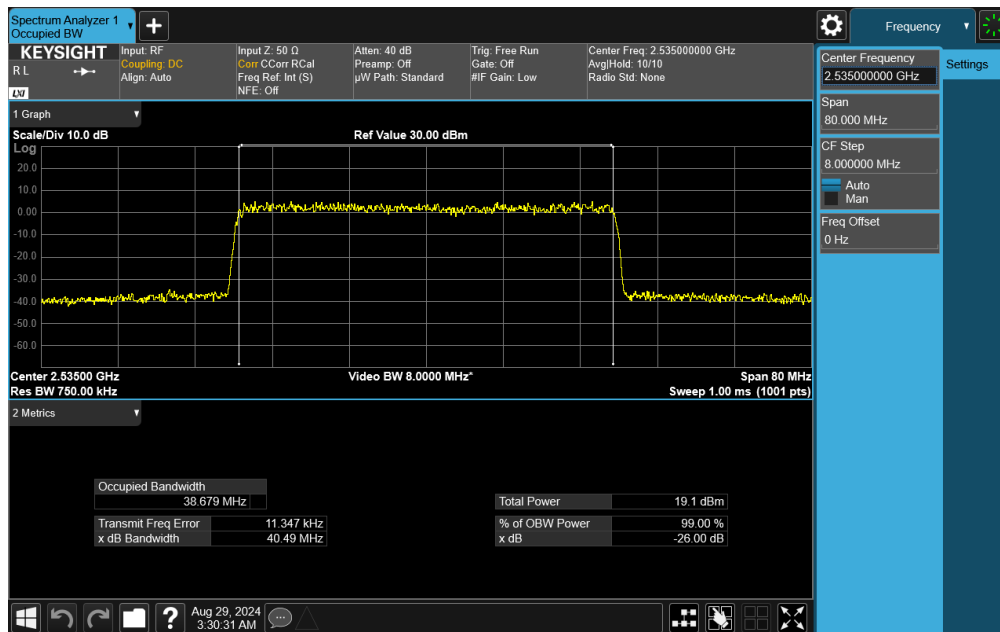 Spectrum Analyzer 1
Occupied BW
Frequency
KEYSIGHT
R L
LXI
Input: RF
Coupling: DC
Align: Auto
Input Z: 50 Ω
Corr CCorr RCal
Freq Ref: Int (S)
NFE: Off
Atten: 40 dB
Preamp: Off
µW Path: Standard
Trig: Free Run
Gate: Off
#IF Gain: Low
Center Freq: 2.535000000 GHz
Avg|Hold: 10/10
Radio Std: None
Center Frequency
2.535000000 GHz
Settings
Span
80.000 MHz
CF Step
8.000000 MHz
Auto
Man
Freq Offset
0 Hz
1 Graph
Scale/Div 10.0 dB
Ref Value 30.00 dBm
Log
20.0
10.0
0.00
-10.0
-20.0
-30.0
-40.0
-50.0
-60.0
Center 2.53500 GHz
Video BW 8.0000 MHz*
Span 80 MHz
Res BW 750.00 kHz
Sweep 1.00 ms (1001 pts)
2 Metrics
Occupied Bandwidth
38.679 MHz
Transmit Freq Error 11.347 kHz
x dB Bandwidth 40.49 MHz
Total Power 19.1 dBm
% of OBW Power 99.00 %
x dB -26.00 dB
Aug 29, 2024
3:30:31 AM